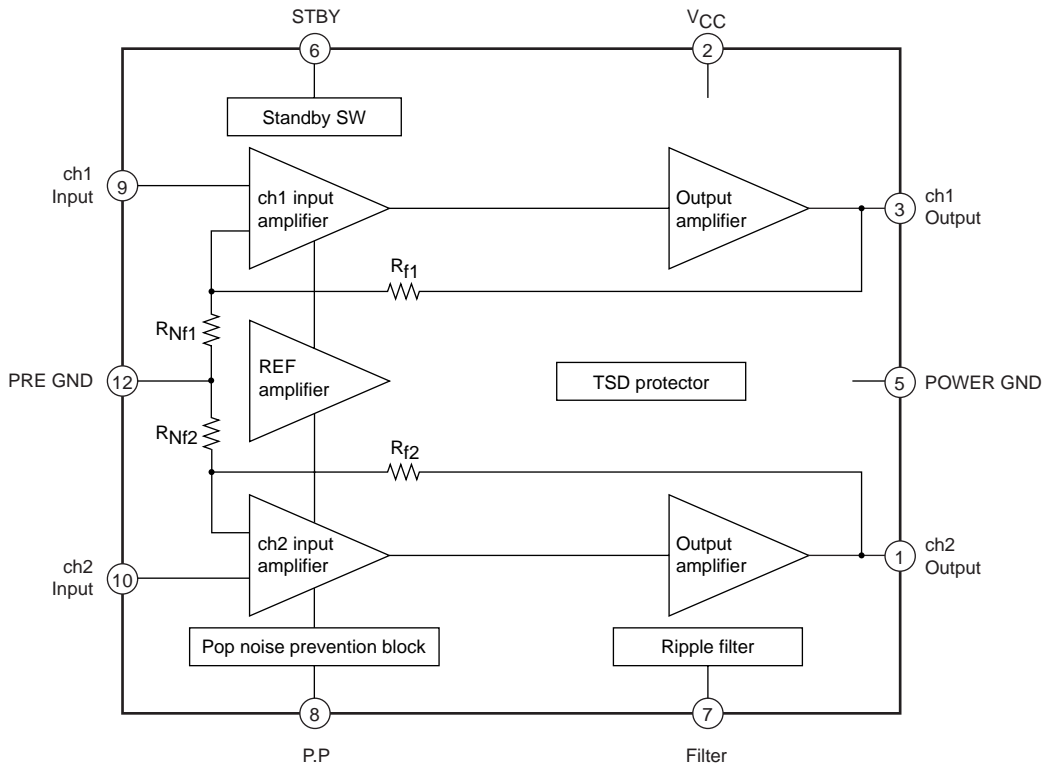 STBY
VCC
6
2
Standby SW
ch1
Input
9
ch1 input
amplifier
Output
amplifier
3
ch1
Output
Rf1
RNf1
PRE GND
12
REF
amplifier
TSD protector
5
POWER GND
RNf2
Rf2
ch2
Input
10
ch2 input
amplifier
Output
amplifier
1
ch2
Output
Pop noise prevention block
Ripple filter
8
7
P.P
Filter